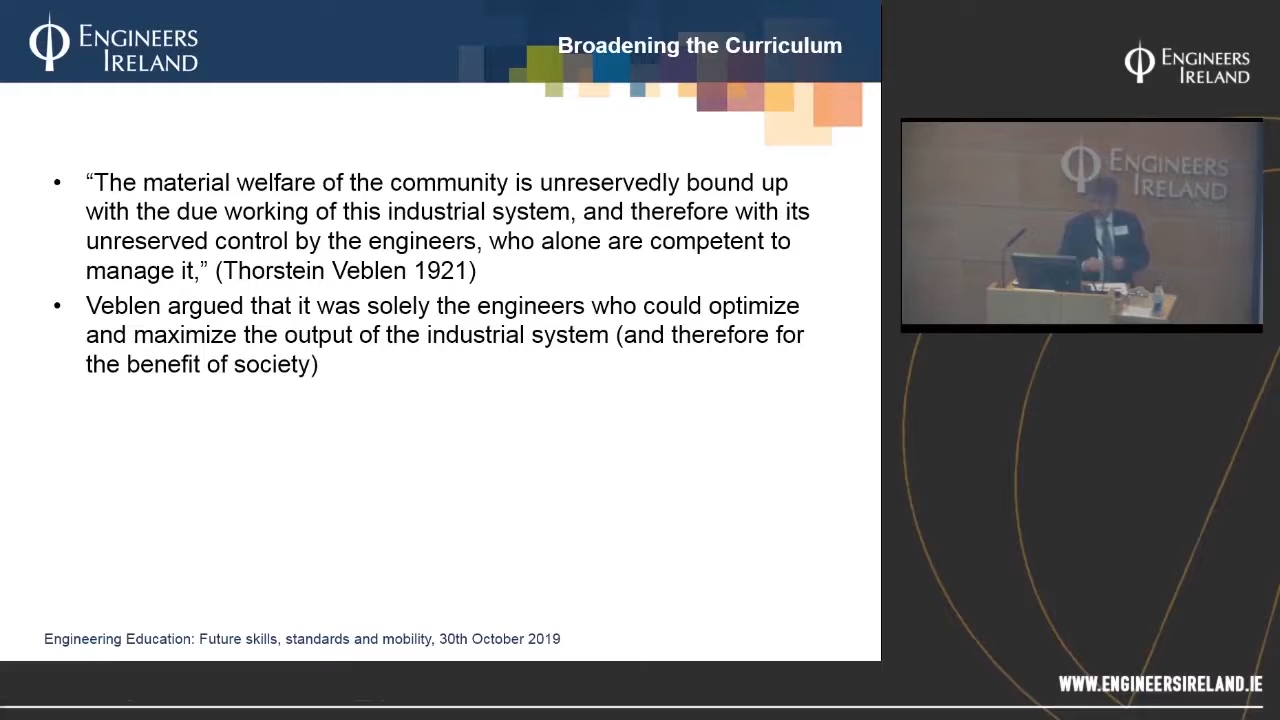 ENGINEERS
IRELAND
Broadening the Curriculum
• “The material welfare of the community is unreservedly bound up
with the due working of this industrial system, and therefore with its
unreserved control by the engineers, who alone are competent to
manage it,” (Thorstein Veblen 1921)
• Veblen argued that it was solely the engineers who could optimize
and maximize the output of the industrial system (and therefore for
the benefit of society)
Engineering Education: Future skills, standards and mobility, 30th October 2019
ENGINEERS
IRELAND
ENGINEERS
IRELAND
WWW.ENGINEERSIRELAND.IE